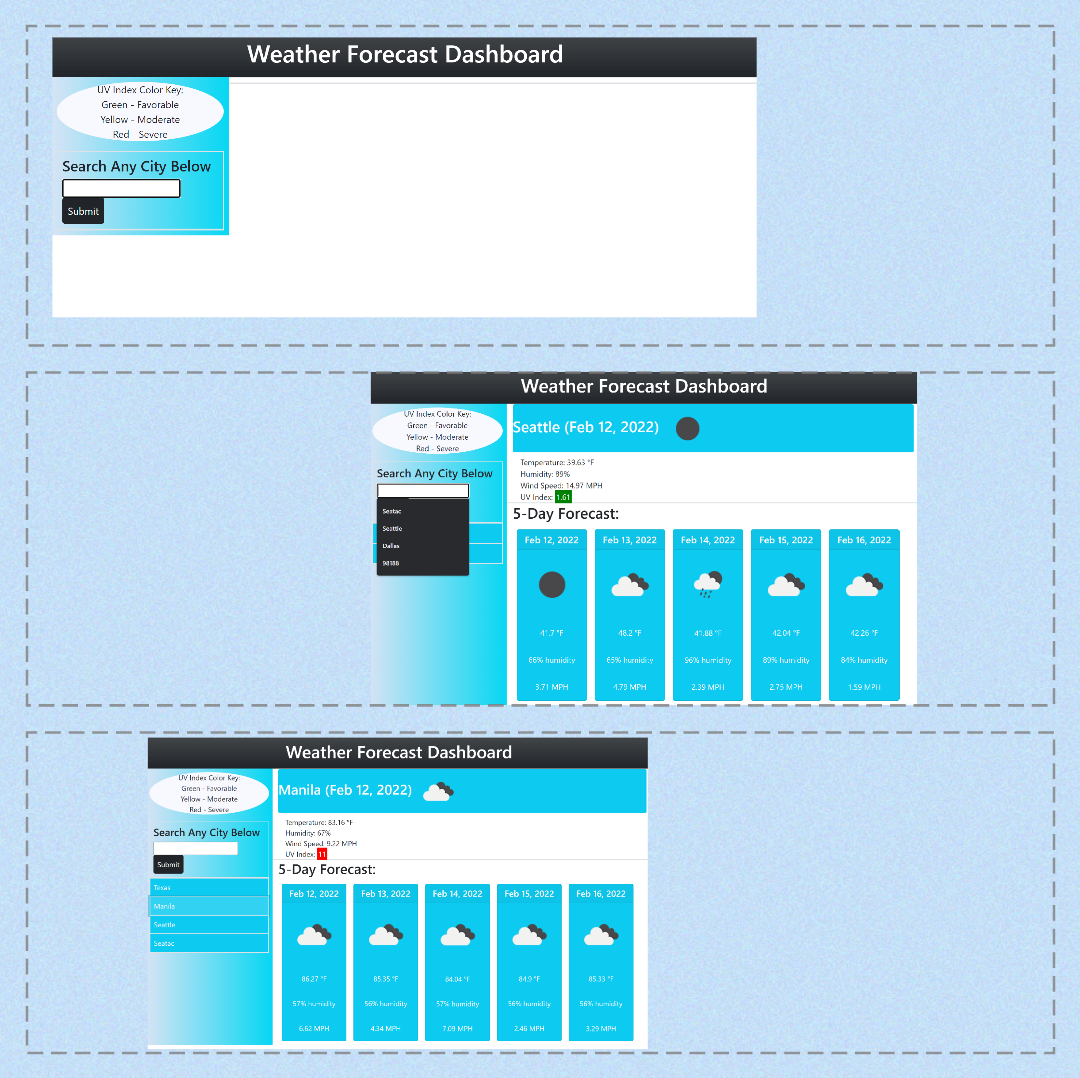 Weather Forecast Dashboard
UV Index Color Key:
Green - Favorable
Yellow - Moderate
Red - Severe
Search Any City Below
Submit
Weather Forecast Dashboard
UV Index Color Key:
Green - Favorable
Yellow - Moderate
Red - Severe
Search Any City Below
Seatac
Seattle
Dallas
98188
Seattle (Feb 12, 2022)
Temperature: 39.63 °F
Humidity: 89%
Wind Speed: 14.97 MPH
UV Index: 1.61
5-Day Forecast:
Feb 12, 2022 Feb 13, 2022 Feb 14, 2022 Feb 15, 2022 Feb 16, 2022
41.7 °F 48.2 °F 41.88 °F 42.04 °F 42.26 °F
66% humidity 65% humidity 96% humidity 89% humidity 84% humidity
3.71 MPH 4.79 MPH 2.39 MPH 2.75 MPH 1.59 MPH
Weather Forecast Dashboard
UV Index Color Key:
Green - Favorable
Yellow - Moderate
Red - Severe
Search Any City Below
Submit
Texas
Manila
Seattle
Seatac
Manila (Feb 12, 2022)
Temperature: 83.16 °F
Humidity: 67%
Wind Speed: 9.22 MPH
UV Index: 11
5-Day Forecast:
Feb 12, 2022 Feb 13, 2022 Feb 14, 2022 Feb 15, 2022 Feb 16, 2022
86.27 °F 85.35 °F 84.04 °F 84.9 °F 85.33 °F
57% humidity 56% humidity 57% humidity 56% humidity 56% humidity
6.62 MPH 4.34 MPH 7.09 MPH 2.46 MPH 3.29 MPH